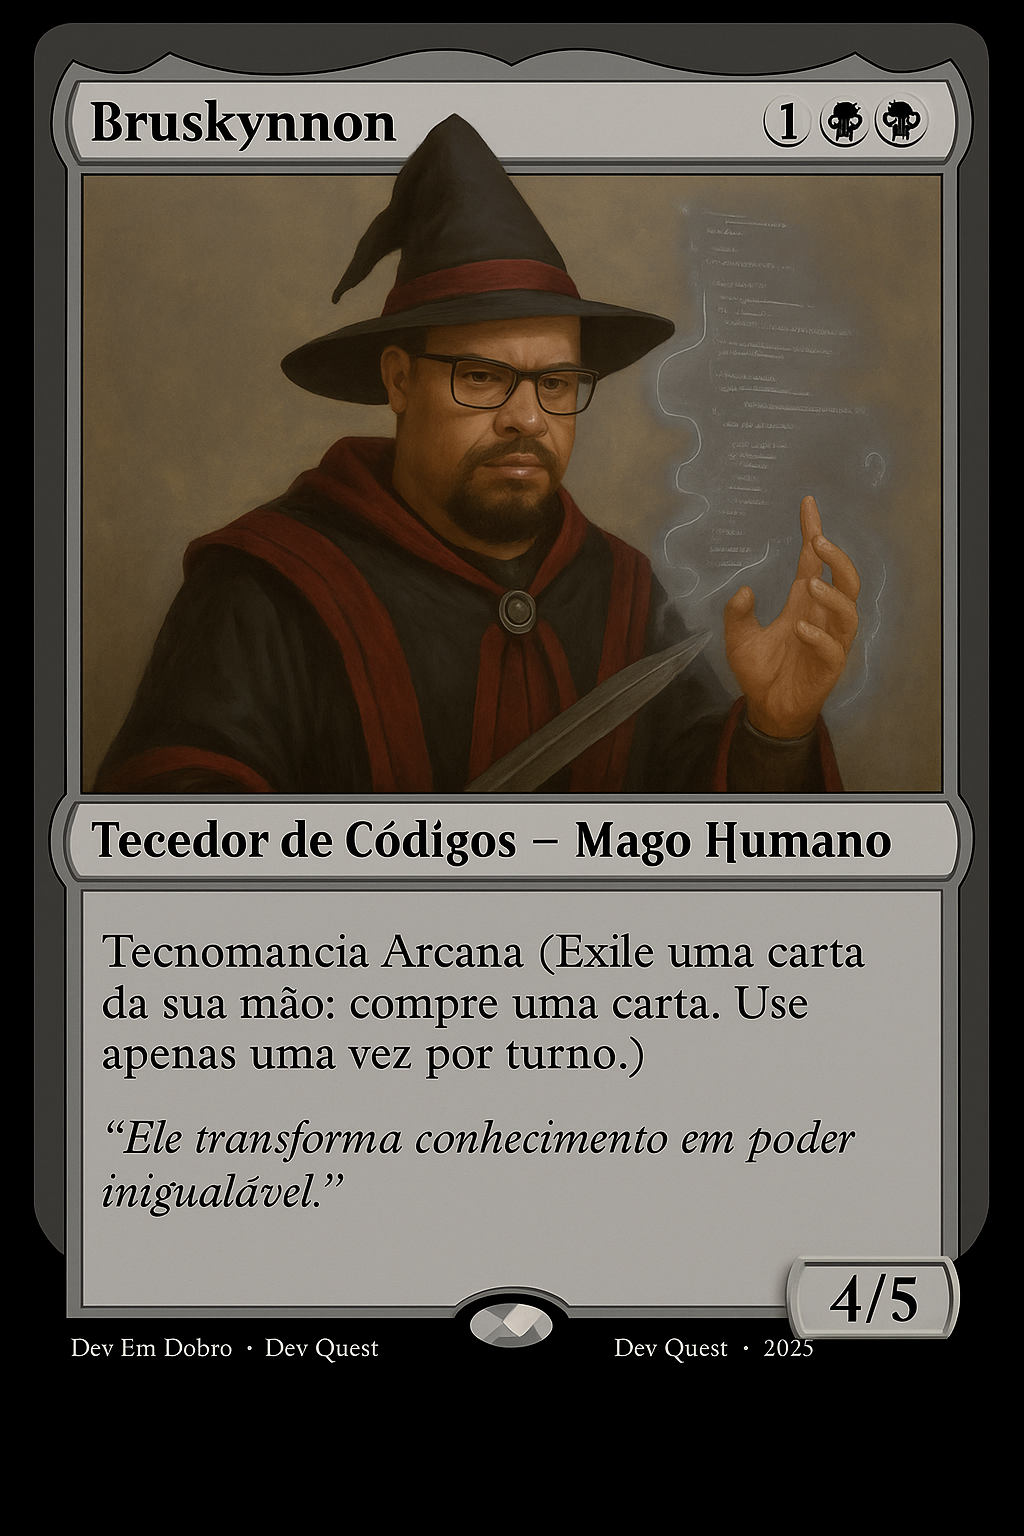 Bruskynnon 1
Tecedor de Códigos – Mago Humano
Tecnomancia Arcana (Exile uma carta
da sua mão: compre uma carta. Use
apenas uma vez por turno.)
“Ele transforma conhecimento em poder
inigualável.”
4/5
Dev Em Dobro · Dev Quest
Dev Quest · 2025